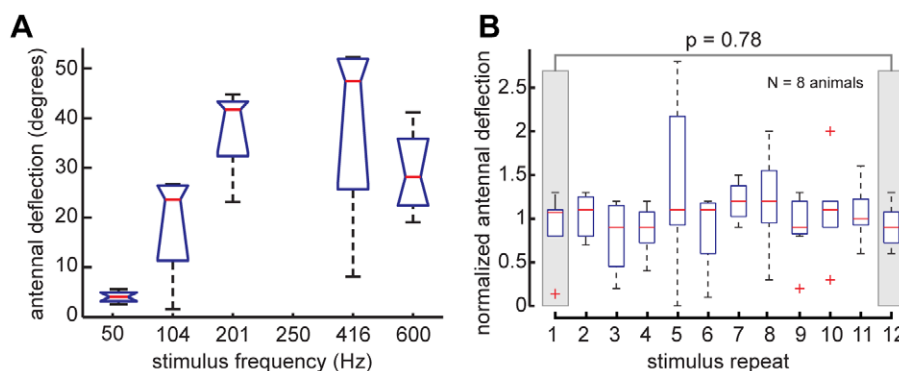 A
antennal deflection (degrees)
50
40
30
20
10
0
50 104 201 250 416 600
stimulus frequency (Hz)
B
p = 0.78
N = 8 animals
normalized antennal deflection
2.5
2
1.5
1
0.5
0
1 2 3 4 5 6 7 8 9 10 11 12
stimulus repeat